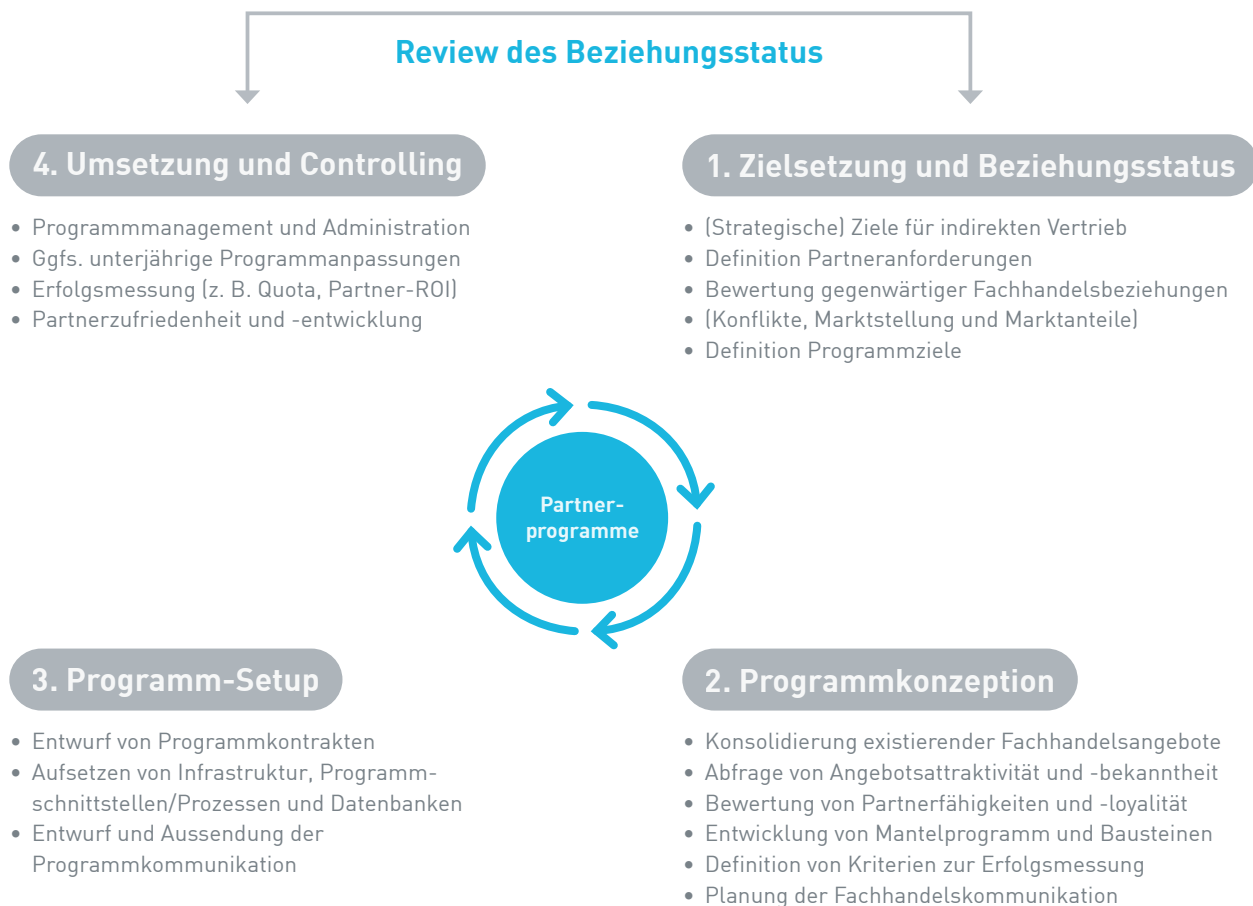 Review des Beziehungsstatus
4. Umsetzung und Controlling
• Programmmanagement und Administration
• Ggfs. unterjährige Programmanpassungen
• Erfolgsmessung (z. B. Quota, Partner-ROI)
• Partnerzufriedenheit und -entwicklung
1. Zielsetzung und Beziehungsstatus
• (Strategische) Ziele für indirekten Vertrieb
• Definition Partneranforderungen
• Bewertung gegenwärtiger Fachhandelsbeziehungen
• (Konflikte, Marktstellung und Marktanteile)
• Definition Programmziele
Partner-
programme
3. Programm-Setup
• Entwurf von Programmkontrakten
• Aufsetzen von Infrastruktur, Programm-
schnittstellen/Prozessen und Datenbanken
• Entwurf und Aussendung der
Programmkommunikation
2. Programmkonzeption
• Konsolidierung existierender Fachhandelsangebote
• Abfrage von Angebotsattraktivität und -bekanntheit
• Bewertung von Partnerfähigkeiten und -loyalität
• Entwicklung von Mantelprogramm und Bausteinen
• Definition von Kriterien zur Erfolgsmessung
• Planung der Fachhandelskommunikation